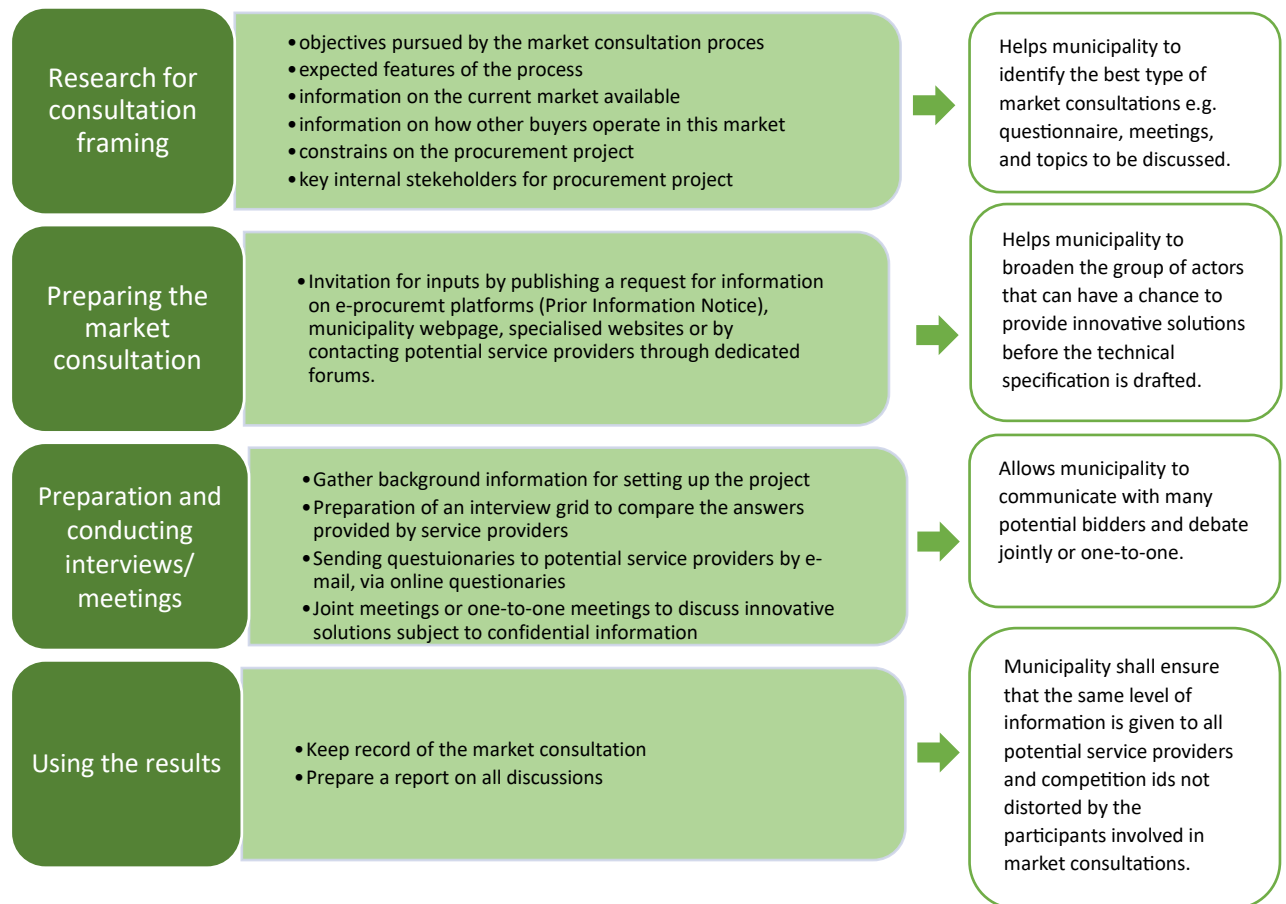 Research for
consultation
framing
•objectives pursued by the market consultation proces
•expected features of the process
•information on the current market available
•information on how other buyers operate in this market
•constrains on the procurement project
•key internal stekeholders for procurement project
Helps municipality to
identify the best type of
market consultations e.g.
questionnaire, meetings,
and topics to be discussed.
Preparing the
market
consultation
•Invitation for inputs by publishing a request for information
on e-procuremt platforms (Prior Information Notice),
municipality webpage, specialised websites or by
contacting potential service providers through dedicated
forums.
Helps municipality to
broaden the group of actors
that can have a chance to
provide innovative solutions
before the technical
specification is drafted.
Preparation and
conducting
interviews/
meetings
•Gather background information for setting up the project
•Preparation of an interview grid to compare the answers
provided by service providers
•Sending questuionaries to potential service providers by e-
mail, via online questionaries
•Joint meetings or one-to-one meetings to discuss innovative
solutions subject to confidential information
Allows municipality to
communicate with many
potential bidders and debate
jointly or one-to-one.
Using the results
•Keep record of the market consultation
•Prepare a report on all discussions
Municipality shall ensure
that the same level of
information is given to all
potential service providers
and competition ids not
distorted by the
participants involved in
market consultations.